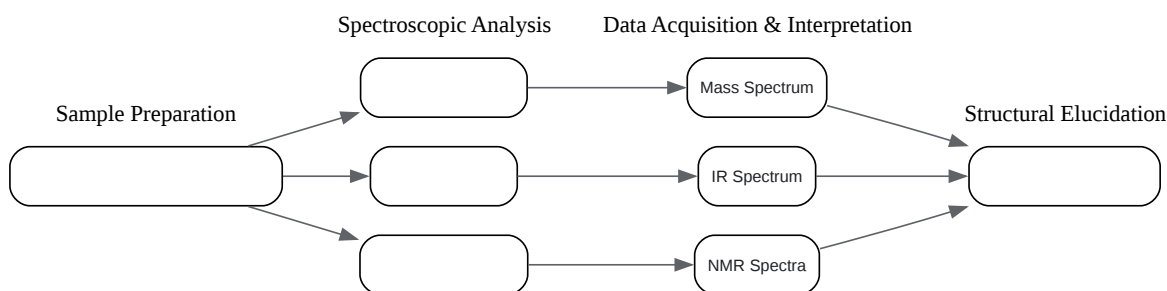 Spectroscopic Analysis
Data Acquisition & Interpretation
Mass Spectrum
Sample Preparation
Structural Elucidation
IR Spectrum
NMR Spectra